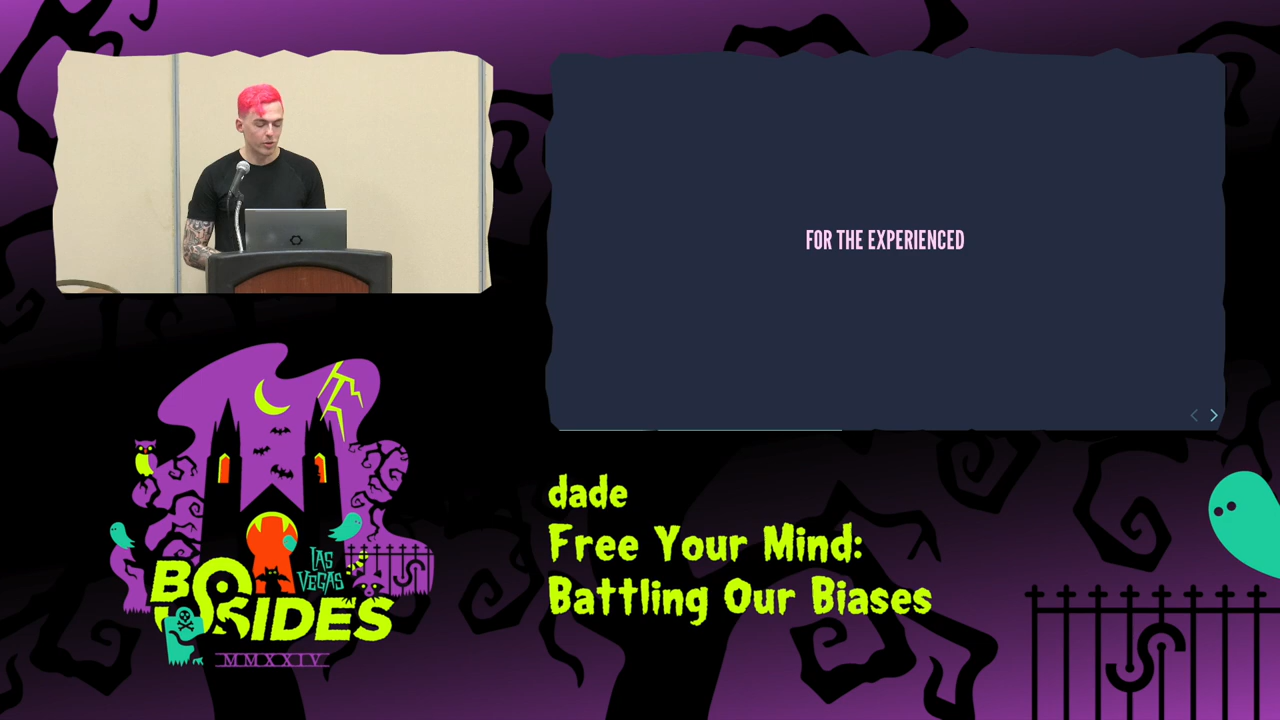 FOR THE EXPERIENCED
dade
Free Your Mind:
Battling Our Biases
LAS
VEGAS
BSIDES
MMXXIV